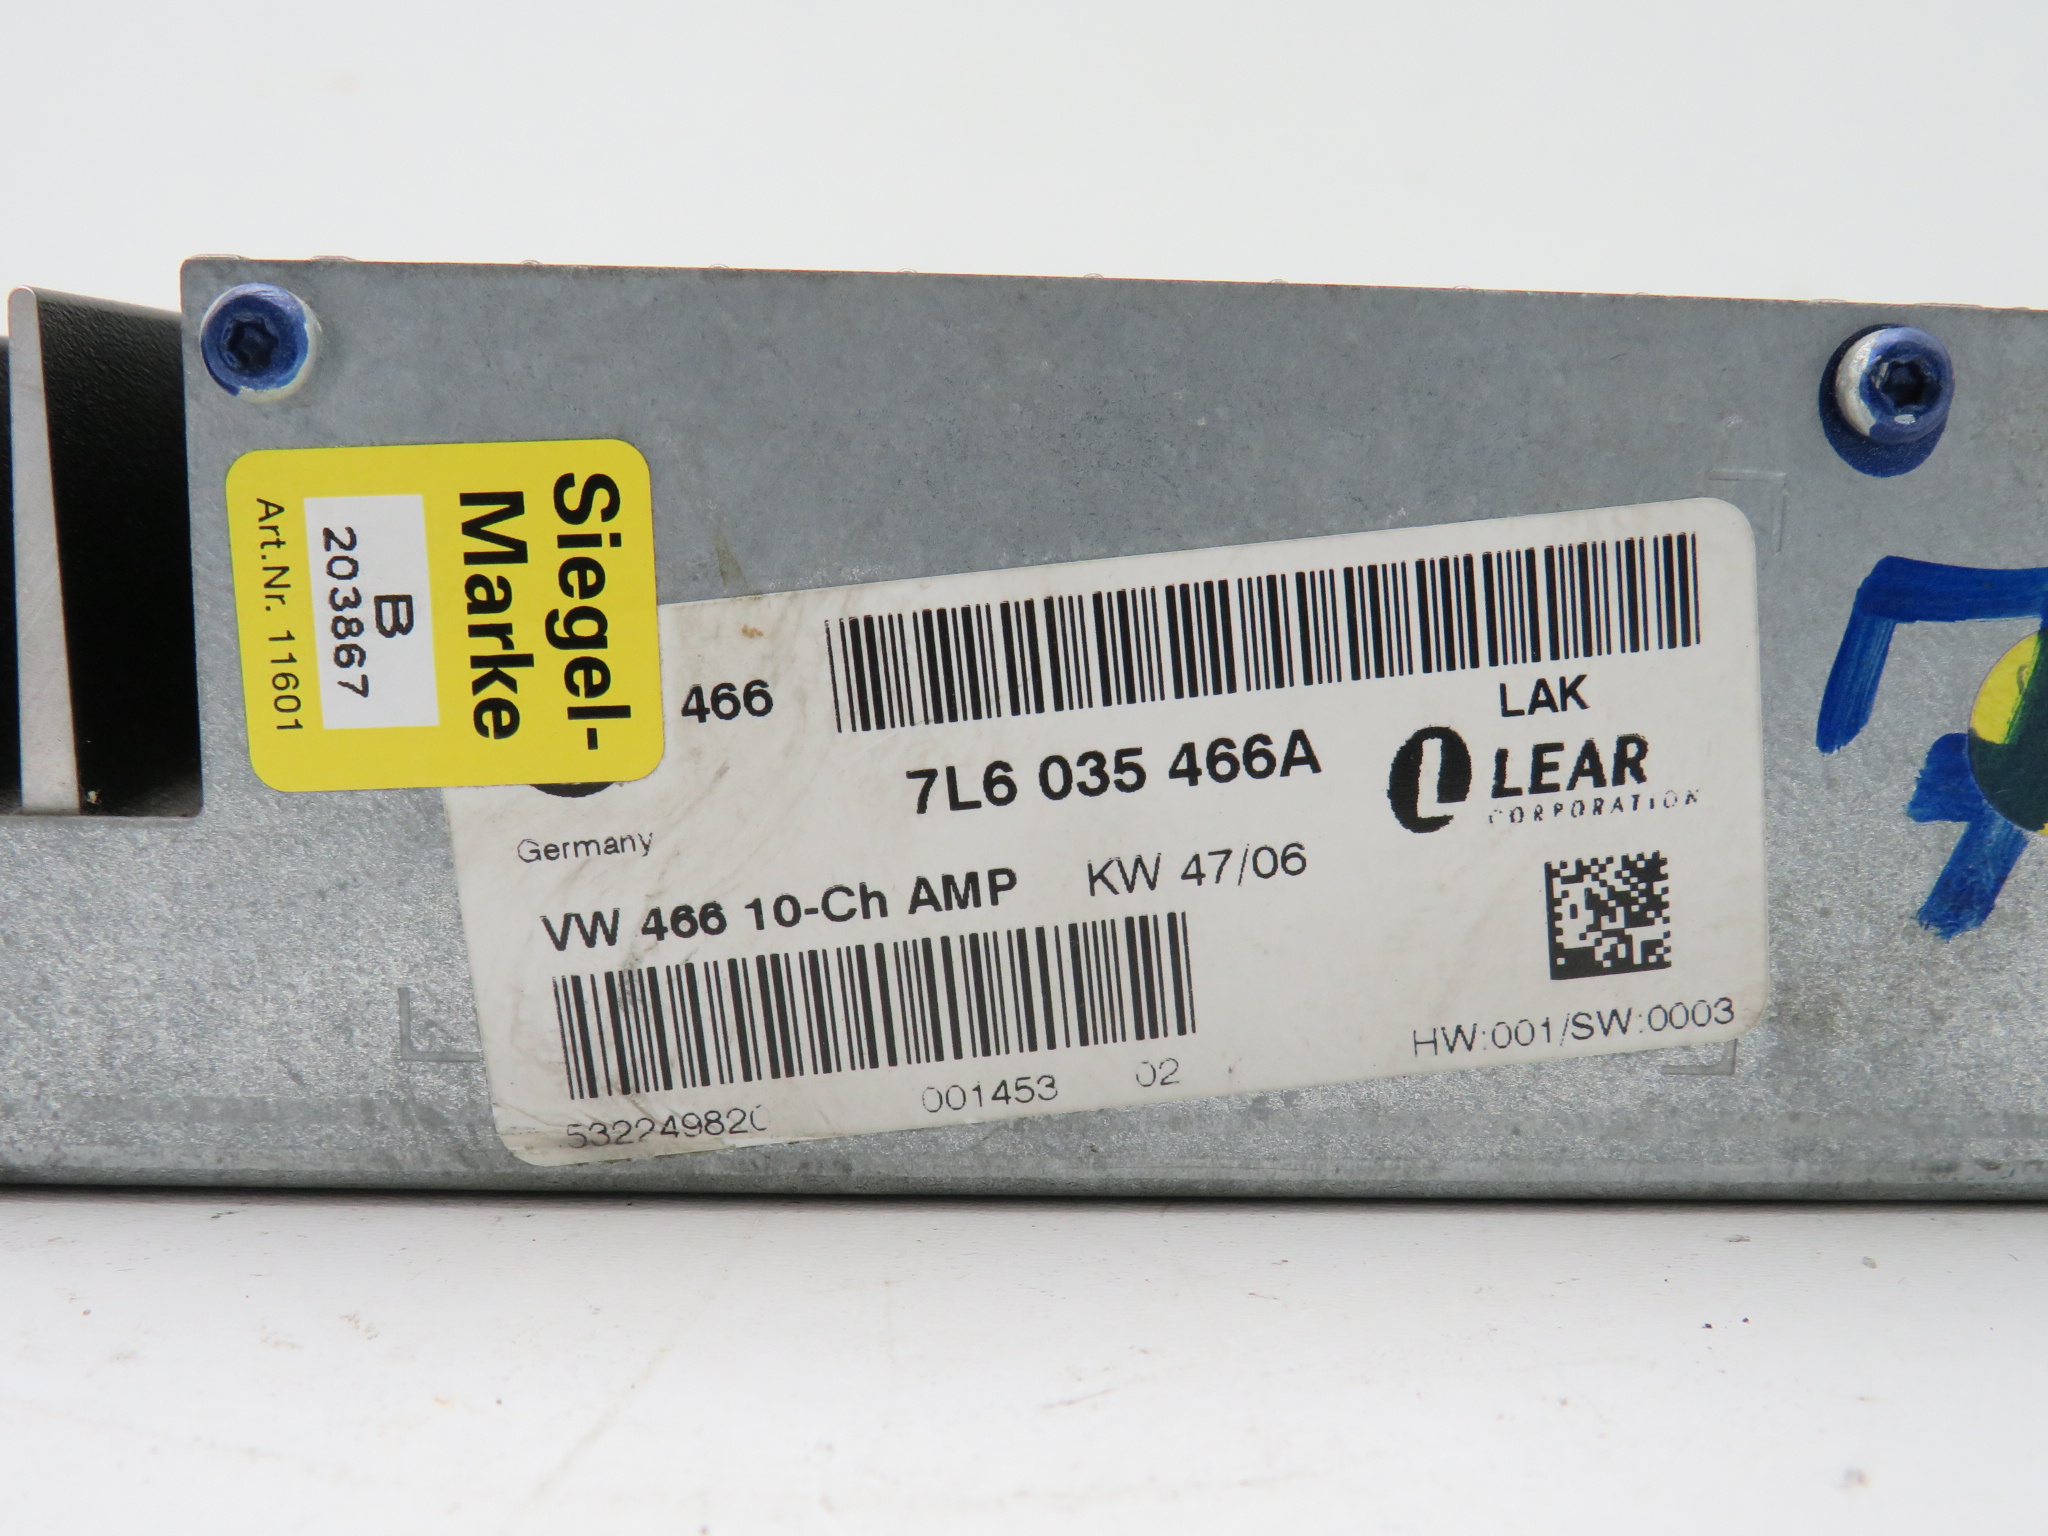 Siegel-
Marke
B
203867
Art.Nr. 11601
466
LAK
7L6 035 466A
LEAR
CORPORATION
Germany
VW 466 10-Ch AMP KW 47/06
HW:001/SW:0003
001453 02